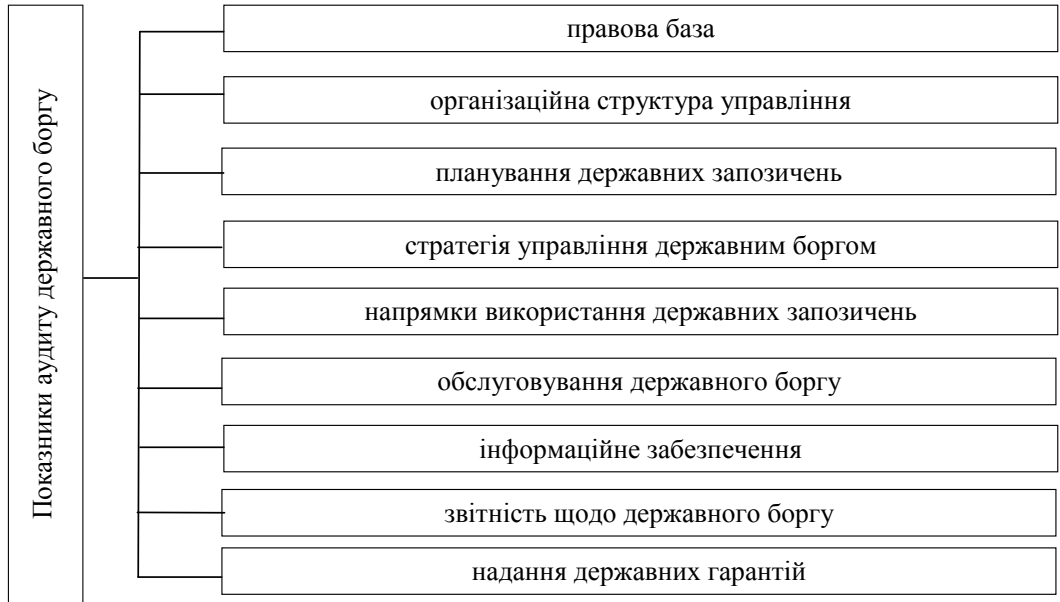 Показники аудиту державного боргу
правова база
організаційна структура управління
планування державних запозичень
стратегія управління державним боргом
напрямки використання державних запозичень
обслуговування державного боргу
інформаційне забезпечення
звітність щодо державного боргу
надання державних гарантій